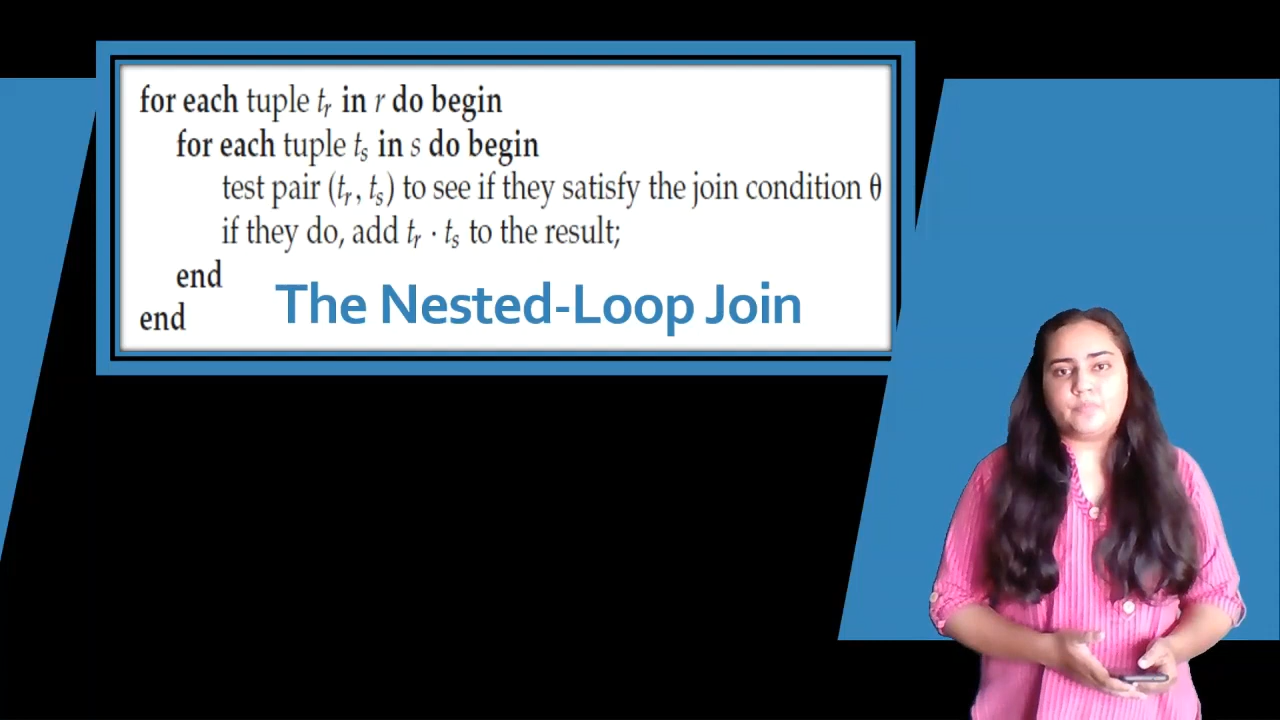 for each tuple tᵣ in r do begin
for each tuple tₛ in s do begin
test pair (tᵣ, tₛ) to see if they satisfy the join condition θ
if they do, add tᵣ · tₛ to the result;
end
end
The Nested-Loop Join